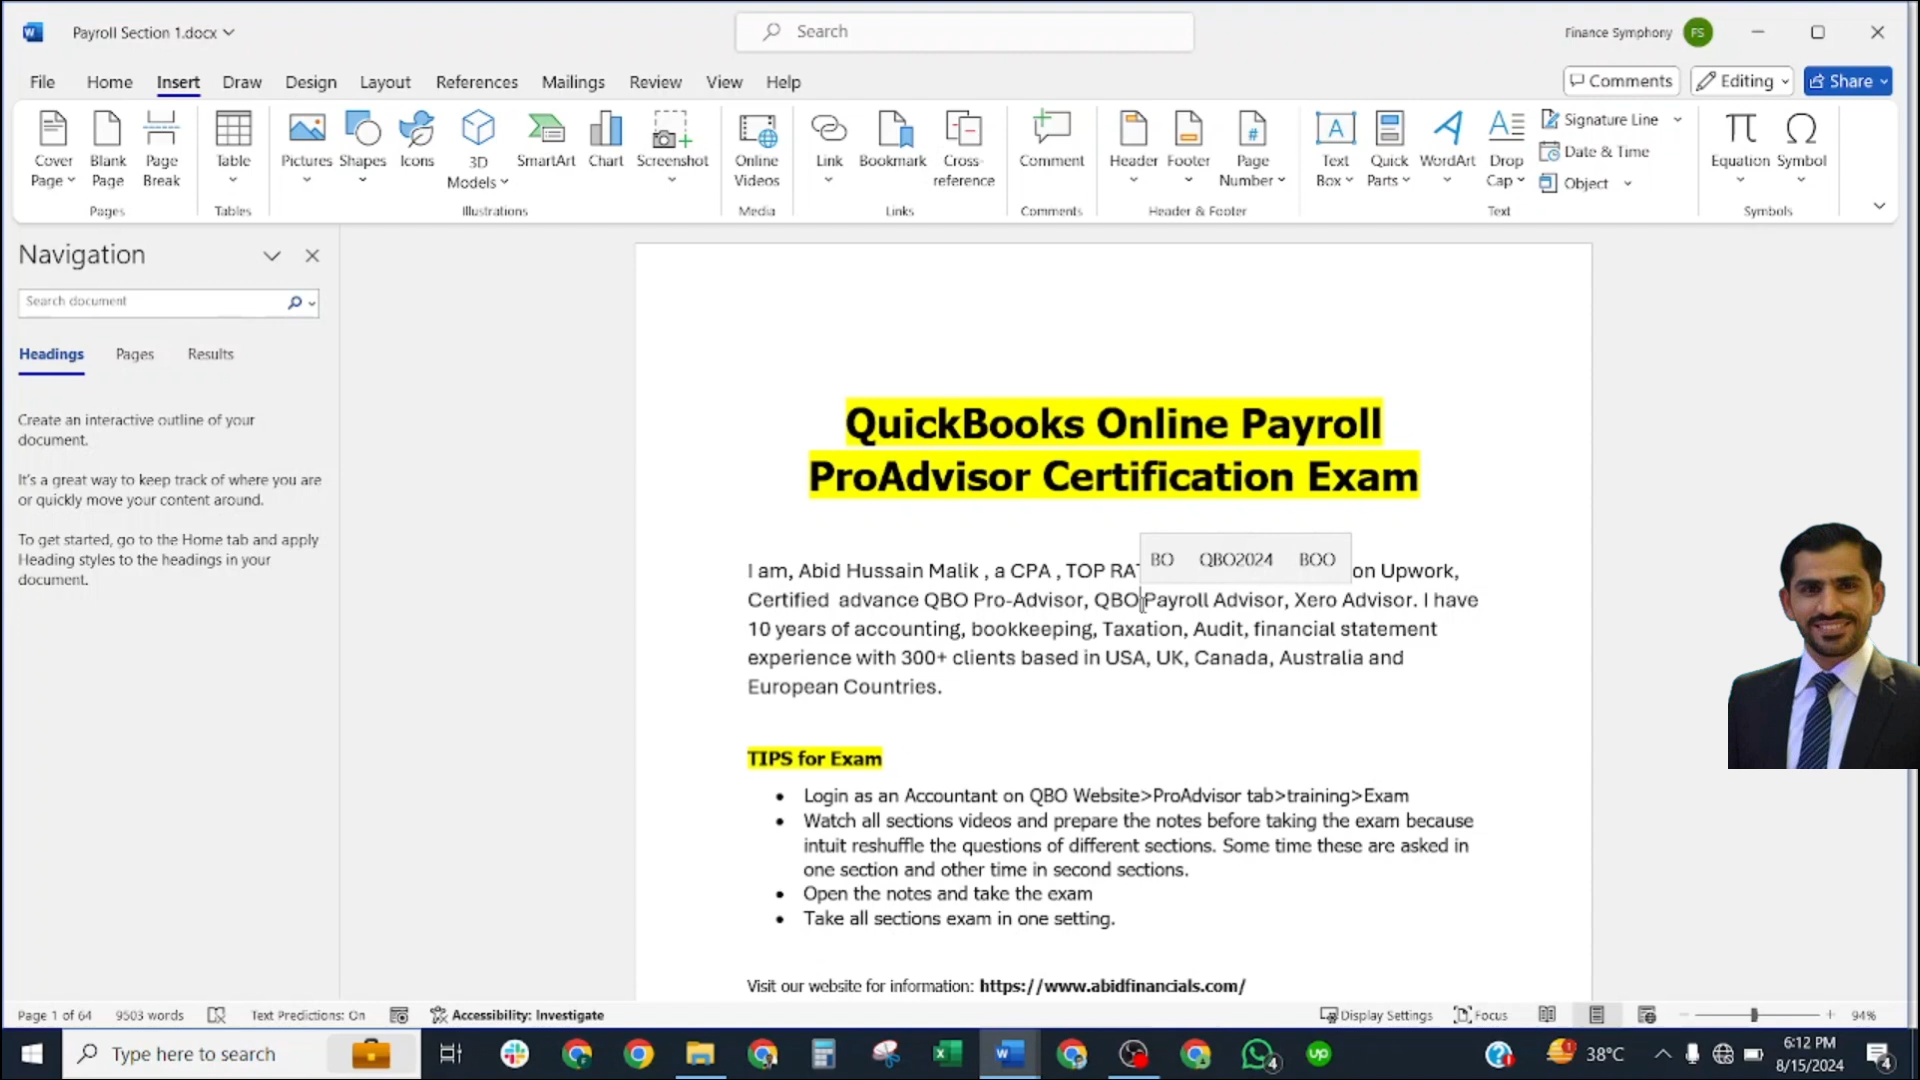 Payroll Section 1.docx
Search
Finance Symphony
FS
File Home Insert Draw Design Layout References Mailings Review View Help
Comments Editing Share
Cover Page
Blank Page
Page Break
Table
Pictures
Shapes
Icons
3D Models
SmartArt
Chart
Screenshot
Online Videos
Link
Bookmark
Cross-reference
Comment
Header
Footer
Page Number
Text Box
Quick Parts
WordArt
Drop Cap
Signature Line
Date & Time
Object
Equation
Symbol
Pages Tables Illustrations Media Links Comments Header & Footer Text Symbols
Navigation
Search document
Headings Pages Results
Create an interactive outline of your
document.
It's a great way to keep track of where you are
or quickly move your content around.
To get started, go to the Home tab and apply
Heading styles to the headings in your
document.
QuickBooks Online Payroll
ProAdvisor Certification Exam
BO QBO2024 BOO
I am, Abid Hussain Malik , a CPA , TOP RAT on Upwork,
Certified advance QBO Pro-Advisor, QBO Payroll Advisor, Xero Advisor. I have
10 years of accounting, bookkeeping, Taxation, Audit, financial statement
experience with 300+ clients based in USA, UK, Canada, Australia and
European Countries.
TIPS for Exam
• Login as an Accountant on QBO Website>ProAdvisor tab>training>Exam
• Watch all sections videos and prepare the notes before taking the exam because
intuit reshuffle the questions of different sections. Some time these are asked in
one section and other time in second sections.
• Open the notes and take the exam
• Take all sections exam in one setting.
Visit our website for information: https://www.abidfinancials.com/
Page 1 of 64 9503 words Text Predictions: On Accessibility: Investigate Display Settings Focus 94%
Type here to search
38°C
6:12 PM
8/15/2024
4
4